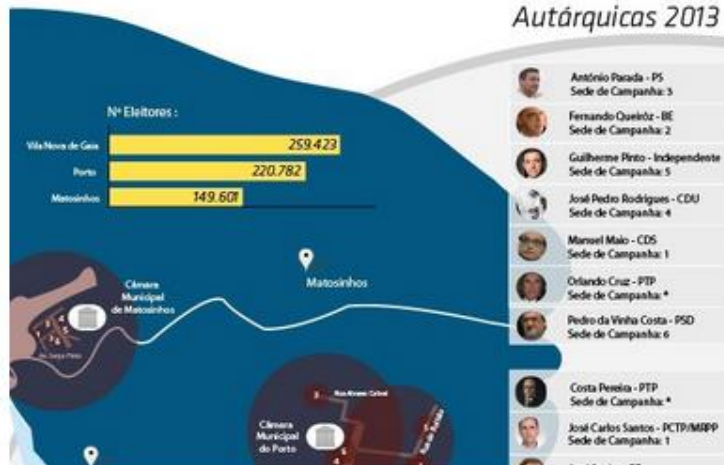 Autárquicas 2013
Nº Eleitores :
Vila Nova de Gaia 259.423
Porto 220.782
Matosinhos 149.601
Matosinhos
Câmara
Municipal
de Matosinhos
Câmara
Municipal
do Porto
António Parada - PS
Sede de Campanha: 3
Fernando Queiróz - BE
Sede de Campanha: 2
Guilherme Pinto - Independente
Sede de Campanha: 5
José Pedro Rodrigues - CDU
Sede de Campanha: 4
Manuel Maio - CDS
Sede de Campanha: 1
Orlando Cruz - PTP
Sede de Campanha: *
Pedro da Vinha Costa - PSD
Sede de Campanha: 6
Costa Pereira - PTP
Sede de Campanha: *
José Carlos Santos - PCTP/MRPP
Sede de Campanha: 1